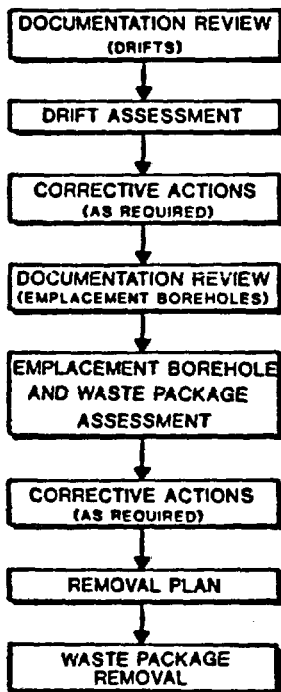 DOCUMENTATION REVIEW
(DRIFTS)
DRIFT ASSESSMENT
CORRECTIVE ACTIONS
(AS REQUIRED)
DOCUMENTATION REVIEW
(EMPLACEMENT BOREHOLES)
EMPLACEMENT BOREHOLE
AND WASTE PACKAGE
ASSESSMENT
CORRECTIVE ACTIONS
(AS REQUIRED)
REMOVAL PLAN
WASTE PACKAGE
REMOVAL